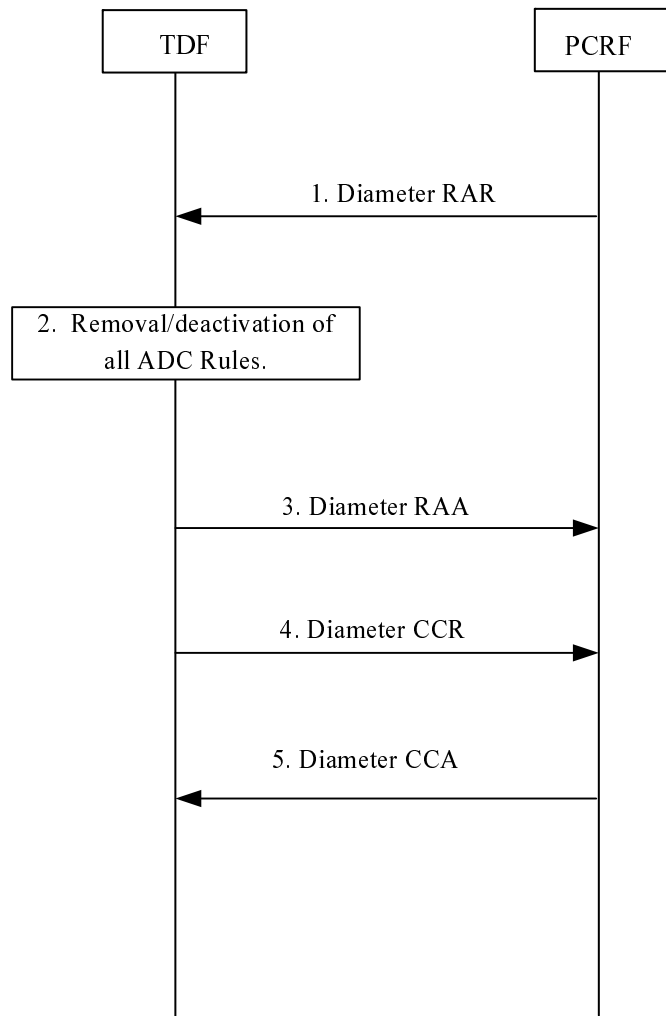 TDF
PCRF
1. Diameter RAR
2. Removal/deactivation of
all ADC Rules.
3. Diameter RAA
4. Diameter CCR
5. Diameter CCA